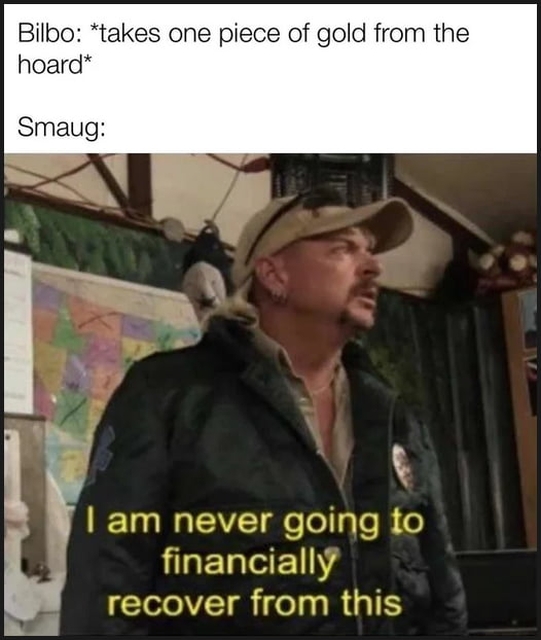 Bilbo: *takes one piece of gold from the
hoard*
Smaug:
I am never going to
financially
recover from this